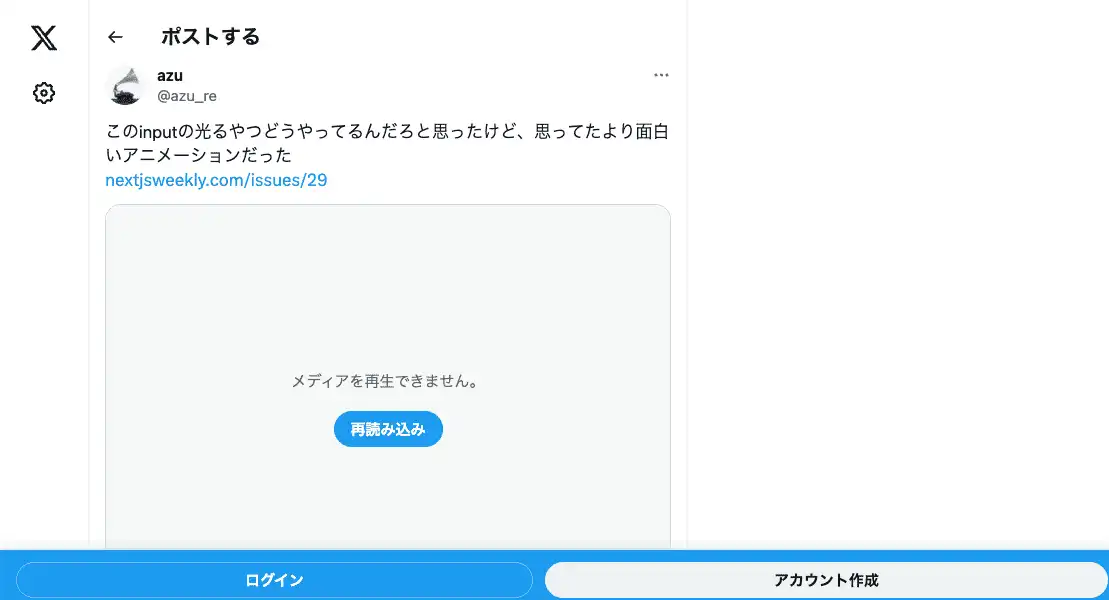 ポストする
azu
@azu_re
このinputの光るやつどうやってるんだろと思ったけど、思ってたより面白
いアニメーションだった
nextjsweekly.com/issues/29
メディアを再生できません。
再読み込み
ログイン
アカウント作成